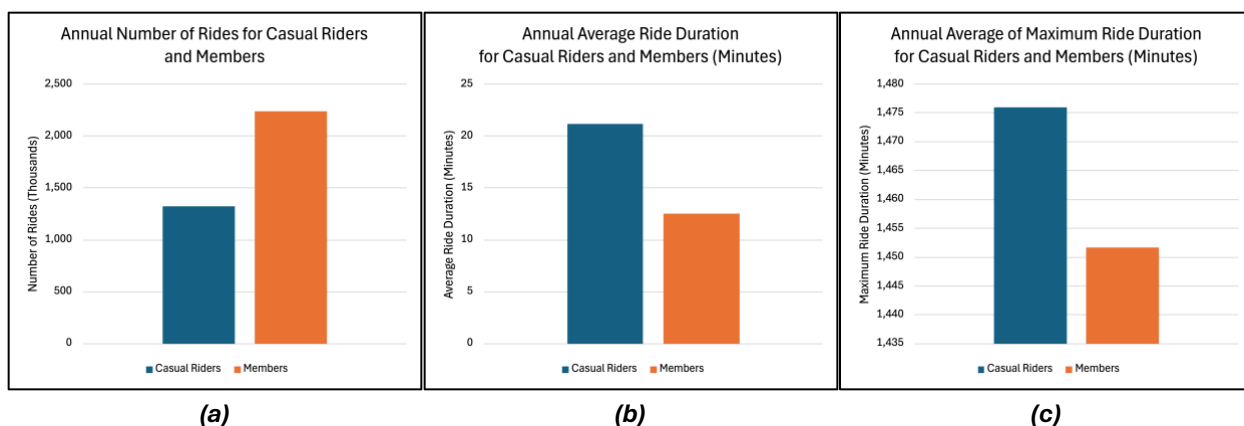 Annual Number of Rides for Casual Riders
and Members
Number of Rides (Thousands)
2,500
2,000
1,500
1,000
500
0
Casual Riders Members
(a)
Annual Average Ride Duration
for Casual Riders and Members (Minutes)
Average Ride Duration (Minutes)
25
20
15
10
5
0
Casual Riders Members
(b)
Annual Average of Maximum Ride Duration
for Casual Riders and Members (Minutes)
Maximum Ride Duration (Minutes)
1,480
1,475
1,470
1,465
1,460
1,455
1,450
1,445
1,440
1,435
Casual Riders Members
(c)